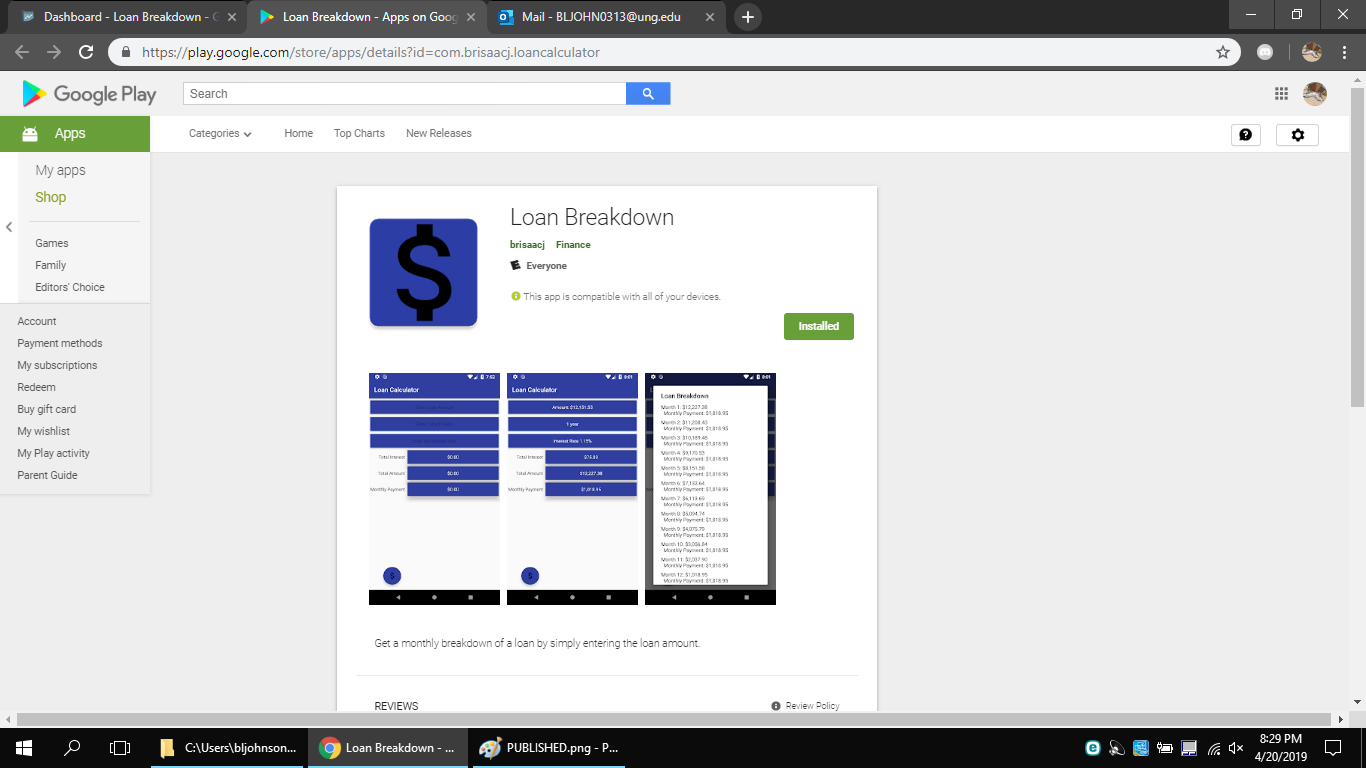 Dashboard - Loan Breakdown - G
Loan Breakdown - Apps on Goog
Mail - BLJOHN0313@ung.edu
https://play.google.com/store/apps/details?id=com.brisaacj.loancalculator
Google Play
Search
Apps
Categories
Home
Top Charts
New Releases
My apps
Shop
Games
Family
Editors' Choice
Account
Payment methods
My subscriptions
Redeem
Buy gift card
My wishlist
My Play activity
Parent Guide
Loan Breakdown
brisaacj Finance
Everyone
This app is compatible with all of your devices.
Installed
7:53
Loan Calculator
Total Interest $0.00
Total Amount $0.00
Monthly Payment $0.00
8:01
Loan Calculator
Amount: $12,151.53
1 year
Interest Rate 1.15%
Total Interest
Total Amount $12,227.38
Monthly Payment $1,018.95
8:01
Loan Breakdown
Month 1: $12,227.38
Monthly Payment: $1,018.95
Month 2: $11,208.43
Monthly Payment: $1,018.95
Month 3: $10,189.48
Monthly Payment: $1,018.95
Month 4: $9,170.53
Monthly Payment: $1,018.95
Month 5: $8,151.58
Monthly Payment: $1,018.95
Month 6: $7,132.64
Monthly Payment: $1,018.95
Month 7: $6,113.69
Monthly Payment: $1,018.95
Month 8: $5,094.74
Monthly Payment: $1,018.95
Month 9: $4,075.79
Monthly Payment: $1,018.95
Month 10: $3,056.84
Monthly Payment: $1,018.95
Month 11: $2,037.90
Monthly Payment: $1,018.95
Month 12: $1,018.95
Monthly Payment: $1,018.95
Get a monthly breakdown of a loan by simply entering the loan amount.
REVIEWS
Review Policy
C:\Users\bljohnson...
Loan Breakdown - ...
PUBLISHED.png - P...
8:29 PM
4/20/2019